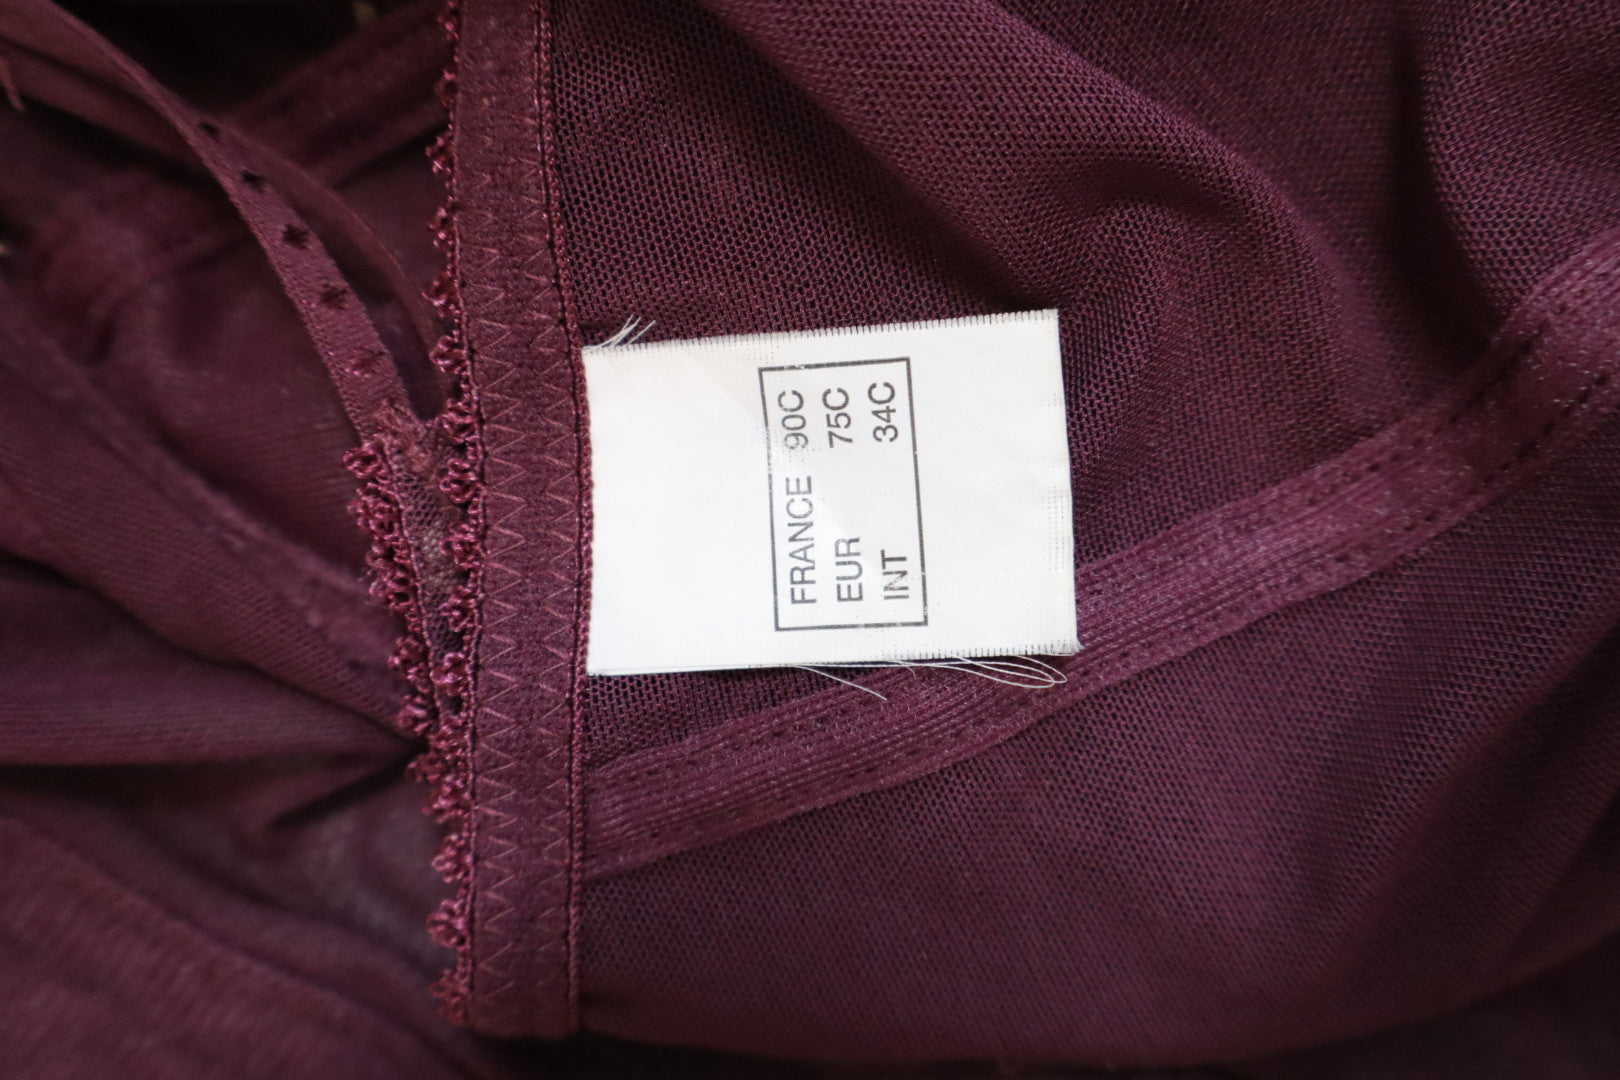 FRANCE 90C
EUR 75C
INT 34C